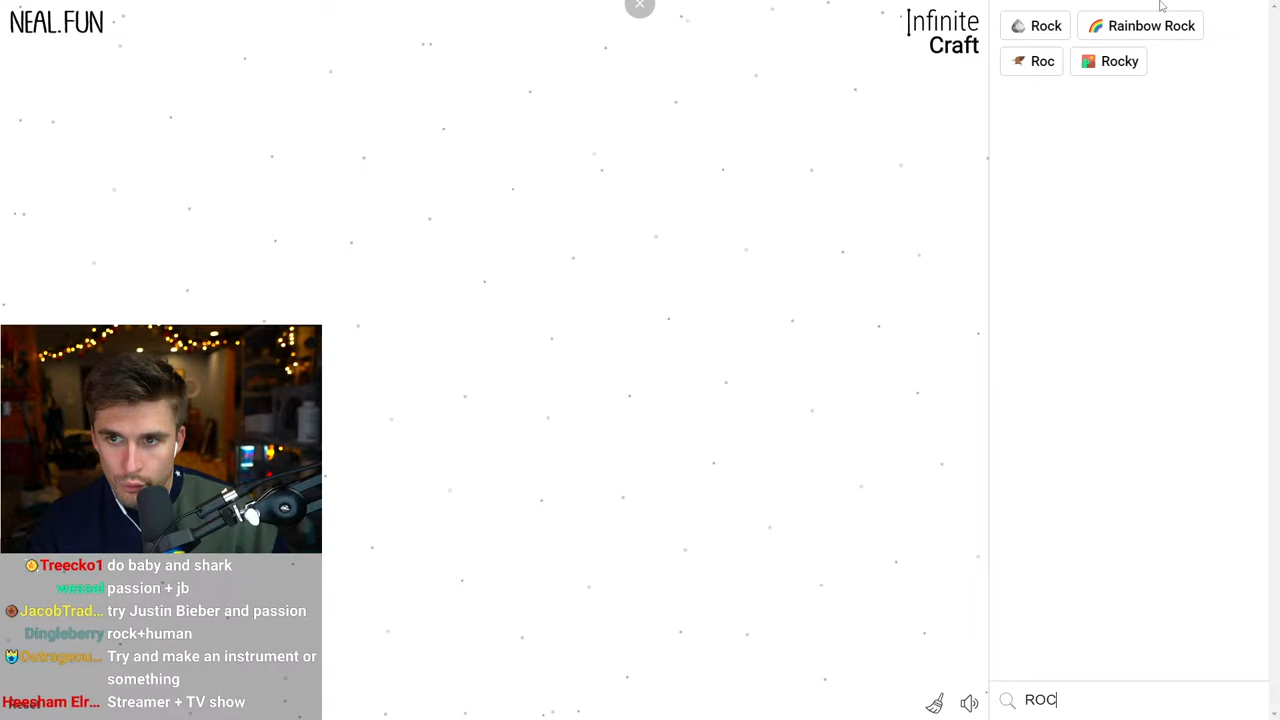 NEAL.FUN
Infinite
Craft
Rock
Rainbow Rock
Roc
Rocky
Treecko1 do baby and shark
wessel passion + jb
JacobTrad... try Justin Bieber and passion
Dingleberry rock+human
Outrageou... Try and make an instrument or
something
Heesham Elr... Streamer + TV show
ROC